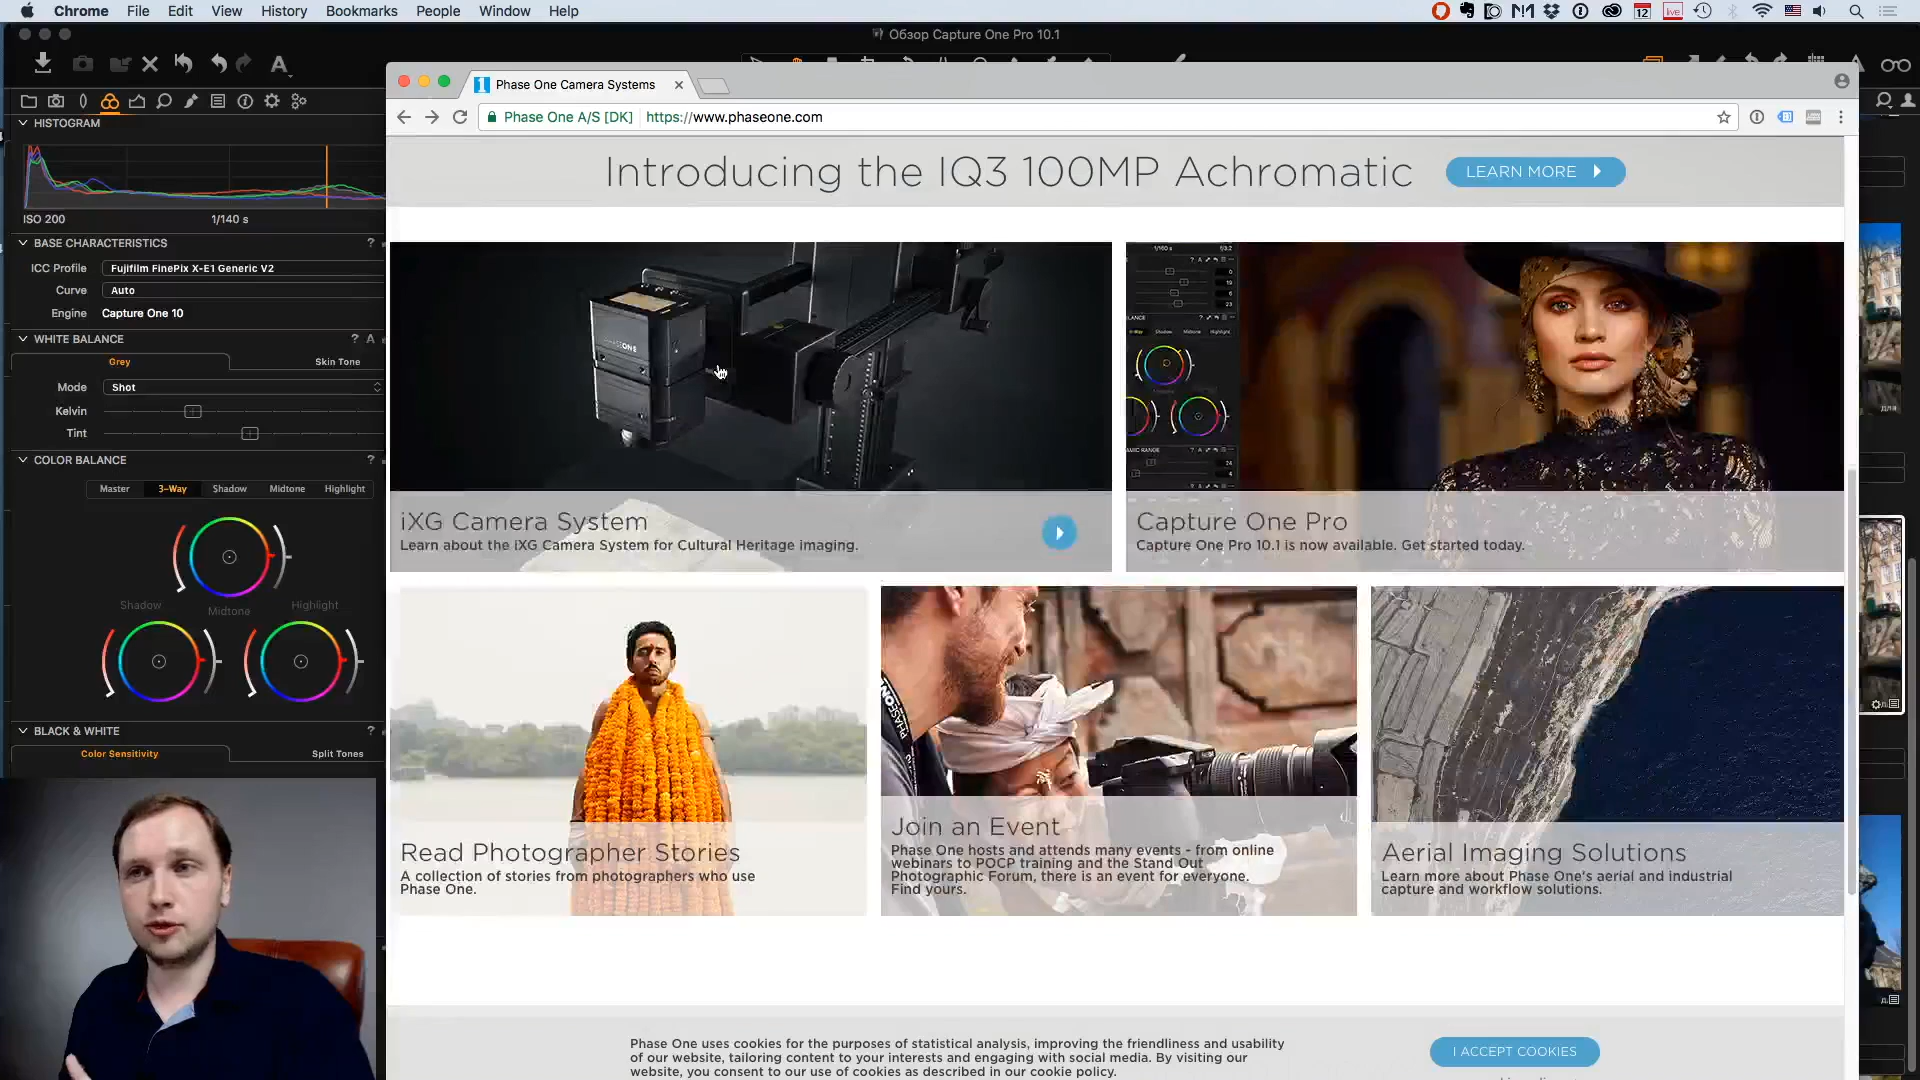 Chrome File Edit View History Bookmarks People Window Help
12 live
Обзор Capture One Pro 10.1
A
Phase One Camera Systems
Phase One A/S [DK] https://www.phaseone.com
HISTOGRAM
ISO 200 1/140 s
BASE CHARACTERISTICS ?
ICC Profile Fujifilm FinePix X-E1 Generic V2
Curve Auto
Engine Capture One 10
WHITE BALANCE ? A
Grey Skin Tone
Mode Shot
Kelvin
Tint
COLOR BALANCE ?
Master 3-Way Shadow Midtone Highlight
Shadow Midtone Highlight
BLACK & WHITE ?
Color Sensitivity Split Tones
Introducing the IQ3 100MP Achromatic LEARN MORE
PHASEONE
iXG Camera System
Learn about the iXG Camera System for Cultural Heritage imaging.
Capture One Pro
Capture One Pro 10.1 is now available. Get started today.
Read Photographer Stories
A collection of stories from photographers who use
Phase One.
PHASEONE
Join an Event
Phase One hosts and attends many events - from online
webinars to POCP training and the Stand Out
Photographic Forum, there is an event for everyone.
Find yours.
Aerial Imaging Solutions
Learn more about Phase One's aerial and industrial
capture and workflow solutions.
Phase One uses cookies for the purposes of statistical analysis, improving the friendliness and usability
of our website, tailoring content to your interests and engaging with social media. By visiting our
website, you consent to our use of cookies as described in our cookie policy.
I ACCEPT COOKIES